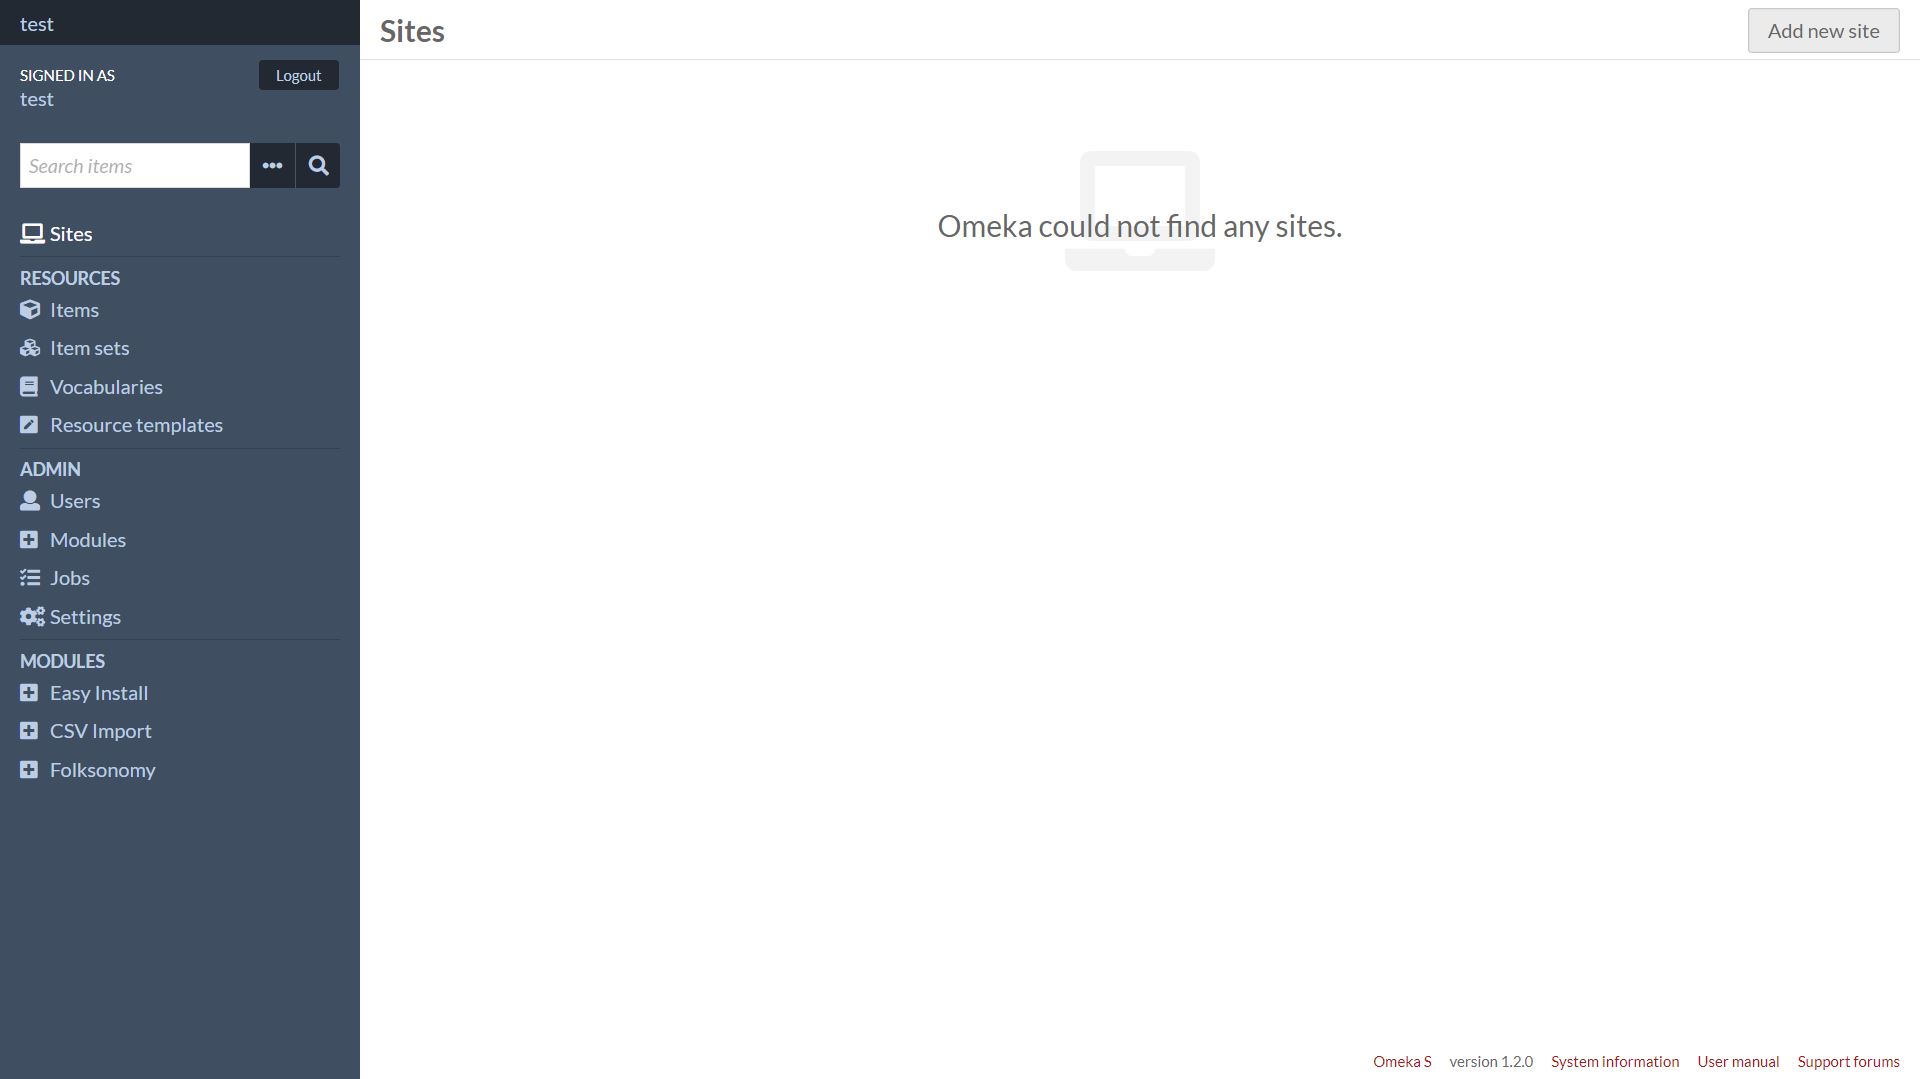 test
SIGNED IN AS
test
Logout
Search items
Sites
RESOURCES
Items
Item sets
Vocabularies
Resource templates
ADMIN
Users
Modules
Jobs
Settings
MODULES
Easy Install
CSV Import
Folksonomy
Sites
Add new site
Omeka could not find any sites.
Omeka S version 1.2.0 System information User manual Support forums